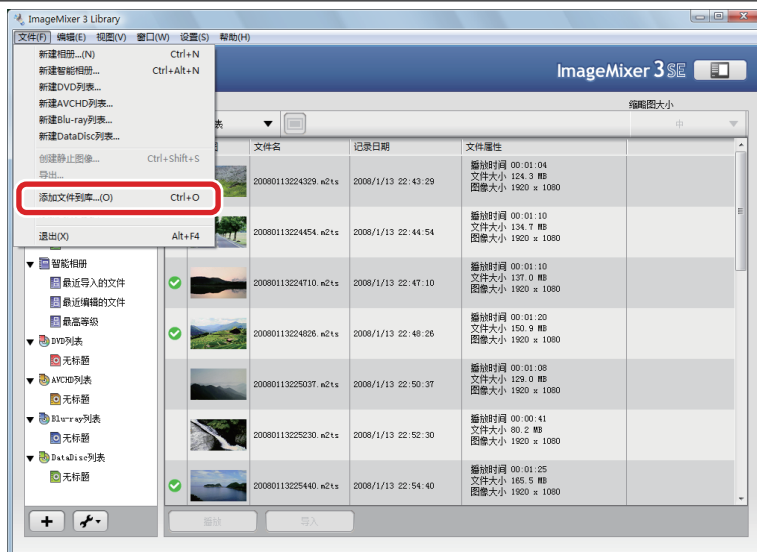 ImageMixer 3 Library
文件(F) 编辑(E) 视图(V) 窗口(W) 设置(S) 帮助(H)
新建相册...(N) Ctrl+N
新建智能相册... Ctrl+Alt+N
新建DVD列表...
新建AVCHD列表...
新建Blu-ray列表...
新建DataDisc列表...
创建静止图像... Ctrl+Shift+S
导出...
添加文件到库...(O) Ctrl+O
退出(X) Alt+F4
ImageMixer 3 SE
缩略图大小
表
中
文件名 记录日期 文件属性
20080113224329.m2ts 2008/1/13 22:43:29
播放时间 00:01:04
文件大小 124.3 MB
图像大小 1920 x 1080
20080113224454.m2ts 2008/1/13 22:44:54
播放时间 00:01:10
文件大小 134.7 MB
图像大小 1920 x 1080
智能相册
最近导入的文件
最近编辑的文件
最高等级
DVD列表
无标题
AVCHD列表
无标题
Blu-ray列表
无标题
DataDisc列表
无标题
20080113224710.m2ts 2008/1/13 22:47:10
播放时间 00:01:10
文件大小 137.0 MB
图像大小 1920 x 1080
20080113224826.m2ts 2008/1/13 22:48:26
播放时间 00:01:20
文件大小 150.9 MB
图像大小 1920 x 1080
20080113225037.m2ts 2008/1/13 22:50:37
播放时间 00:01:08
文件大小 129.0 MB
图像大小 1920 x 1080
20080113225230.m2ts 2008/1/13 22:52:30
播放时间 00:00:41
文件大小 80.2 MB
图像大小 1920 x 1080
20080113225440.m2ts 2008/1/13 22:54:40
播放时间 00:01:25
文件大小 165.5 MB
图像大小 1920 x 1080
播放 导入